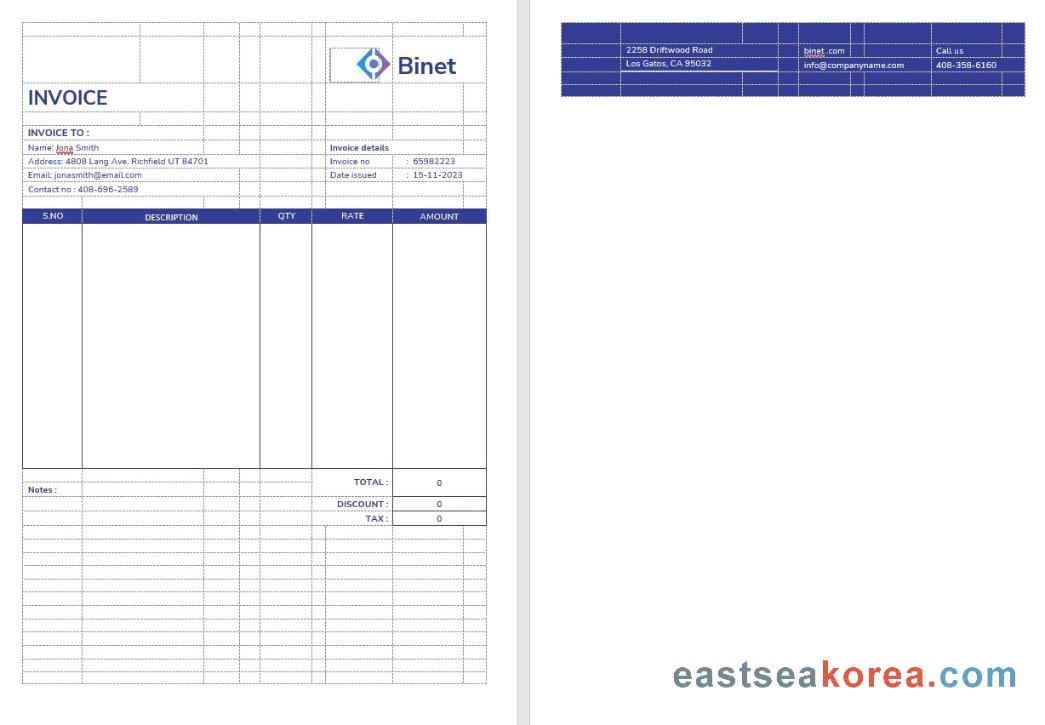 Binet
INVOICE
INVOICE TO :
Name: Jona Smith
Address: 4808 Lang Ave. Richfield UT 84701
Email: jonasmith@email.com
Contact no : 408-696-2589
Invoice details
Invoice no : 65982223
Date issued : 15-11-2023
S.NO DESCRIPTION QTY RATE AMOUNT
TOTAL : 0
Notes :
DISCOUNT : 0
TAX : 0
2258 Driftwood Road binet .com Call us
Los Gatos, CA 95032 info@companyname.com 408-358-6160
eastseakorea.com